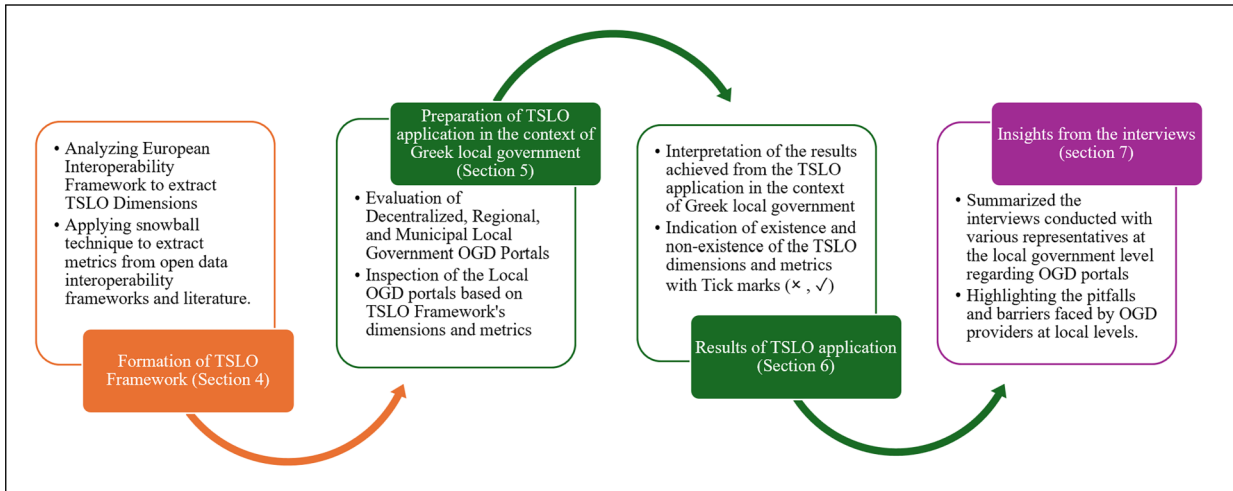 • Analyzing European
Interoperability
Framework to extract
TSLO Dimensions
• Applying snowball
technique to extract
metrics from open data
interoperability
frameworks and literature.
Formation of TSLO
Framework (Section 4)
Preparation of TSLO
application in the context of
Greek local government
(Section 5)
• Evaluation of
Decentralized, Regional,
and Municipal Local
Government OGD Portals
• Inspection of the Local
OGD portals based on
TSLO Framework's
dimensions and metrics
• Interpretation of the results
achieved from the TSLO
application in the context
of Greek local government
• Indication of existence and
non-existence of the TSLO
dimensions and metrics
with Tick marks (× , ✓)
Results of TSLO application
(Section 6)
Insights from the interviews
(section 7)
• Summarized the
interviews conducted with
various representatives at
the local government level
regarding OGD portals
• Highlighting the pitfalls
and barriers faced by OGD
providers at local levels.